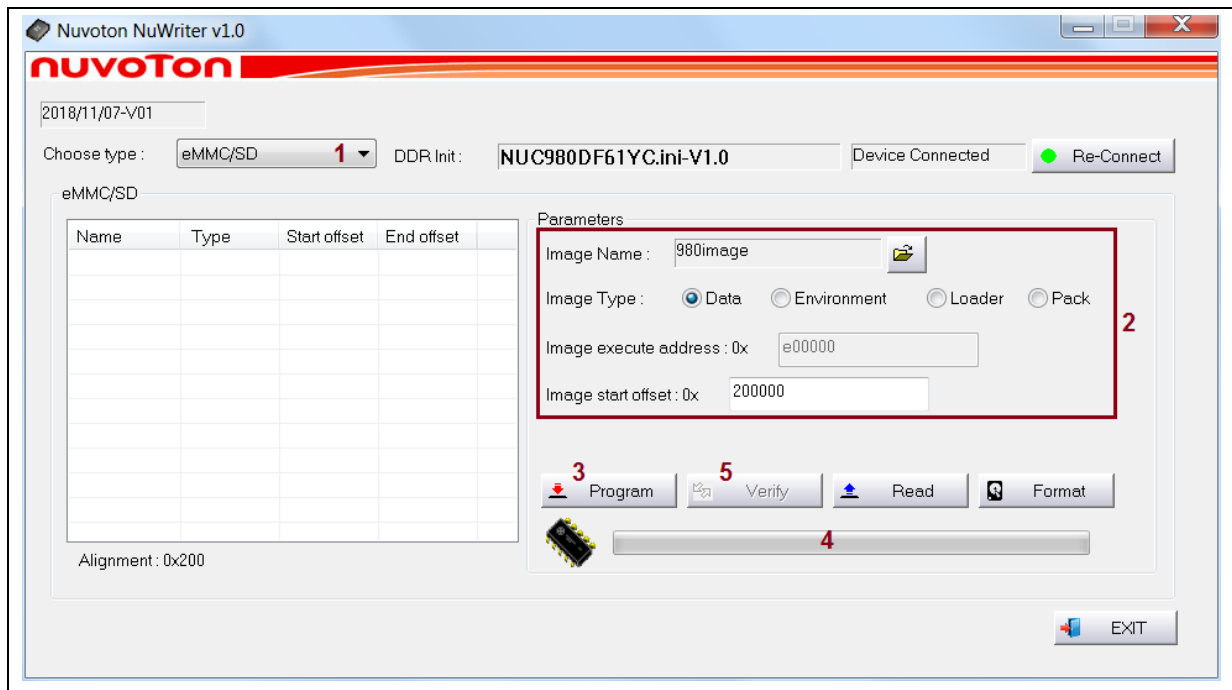 Nuvoton NuWriter v1.0
nuvoTon
2018/11/07-V01
Choose type : eMMC/SD 1 DDR Init : NUC980DF61YC.ini-V1.0 Device Connected Re-Connect
eMMC/SD
Name Type Start offset End offset
Alignment : 0x200
Parameters
Image Name : 980image
Image Type : Data Environment Loader Pack
2
Image execute address : 0x e00000
Image start offset : 0x 200000
3 Program 5 Verify Read Format
4
EXIT